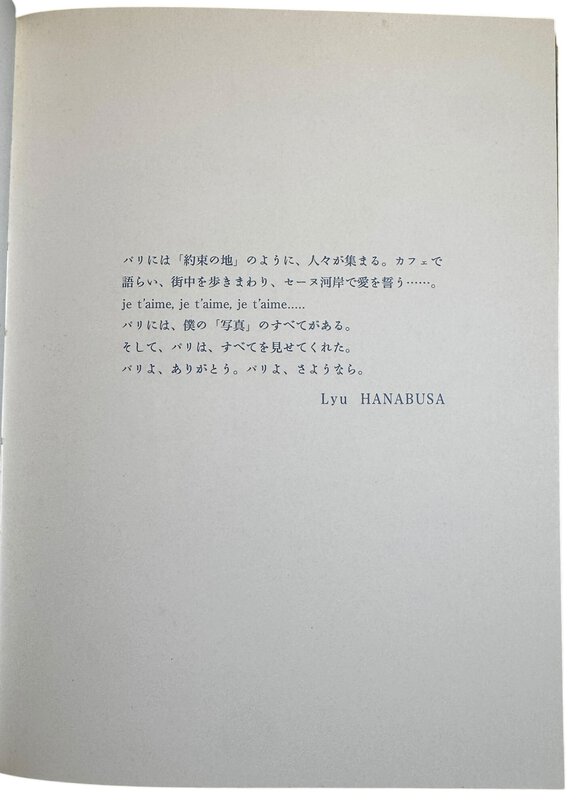 パリには「約束の地」のように、人々が集まる。カフェで
語らい、街中を歩きまわり、セーヌ河岸で愛を誓う……。
je t'aime, je t'aime, je t'aime.....
パリには、僕の「写真」のすべてがある。
そして、パリは、すべてを見せてくれた。
パリよ、ありがとう。パリよ、さようなら。
Lyu HANABUSA